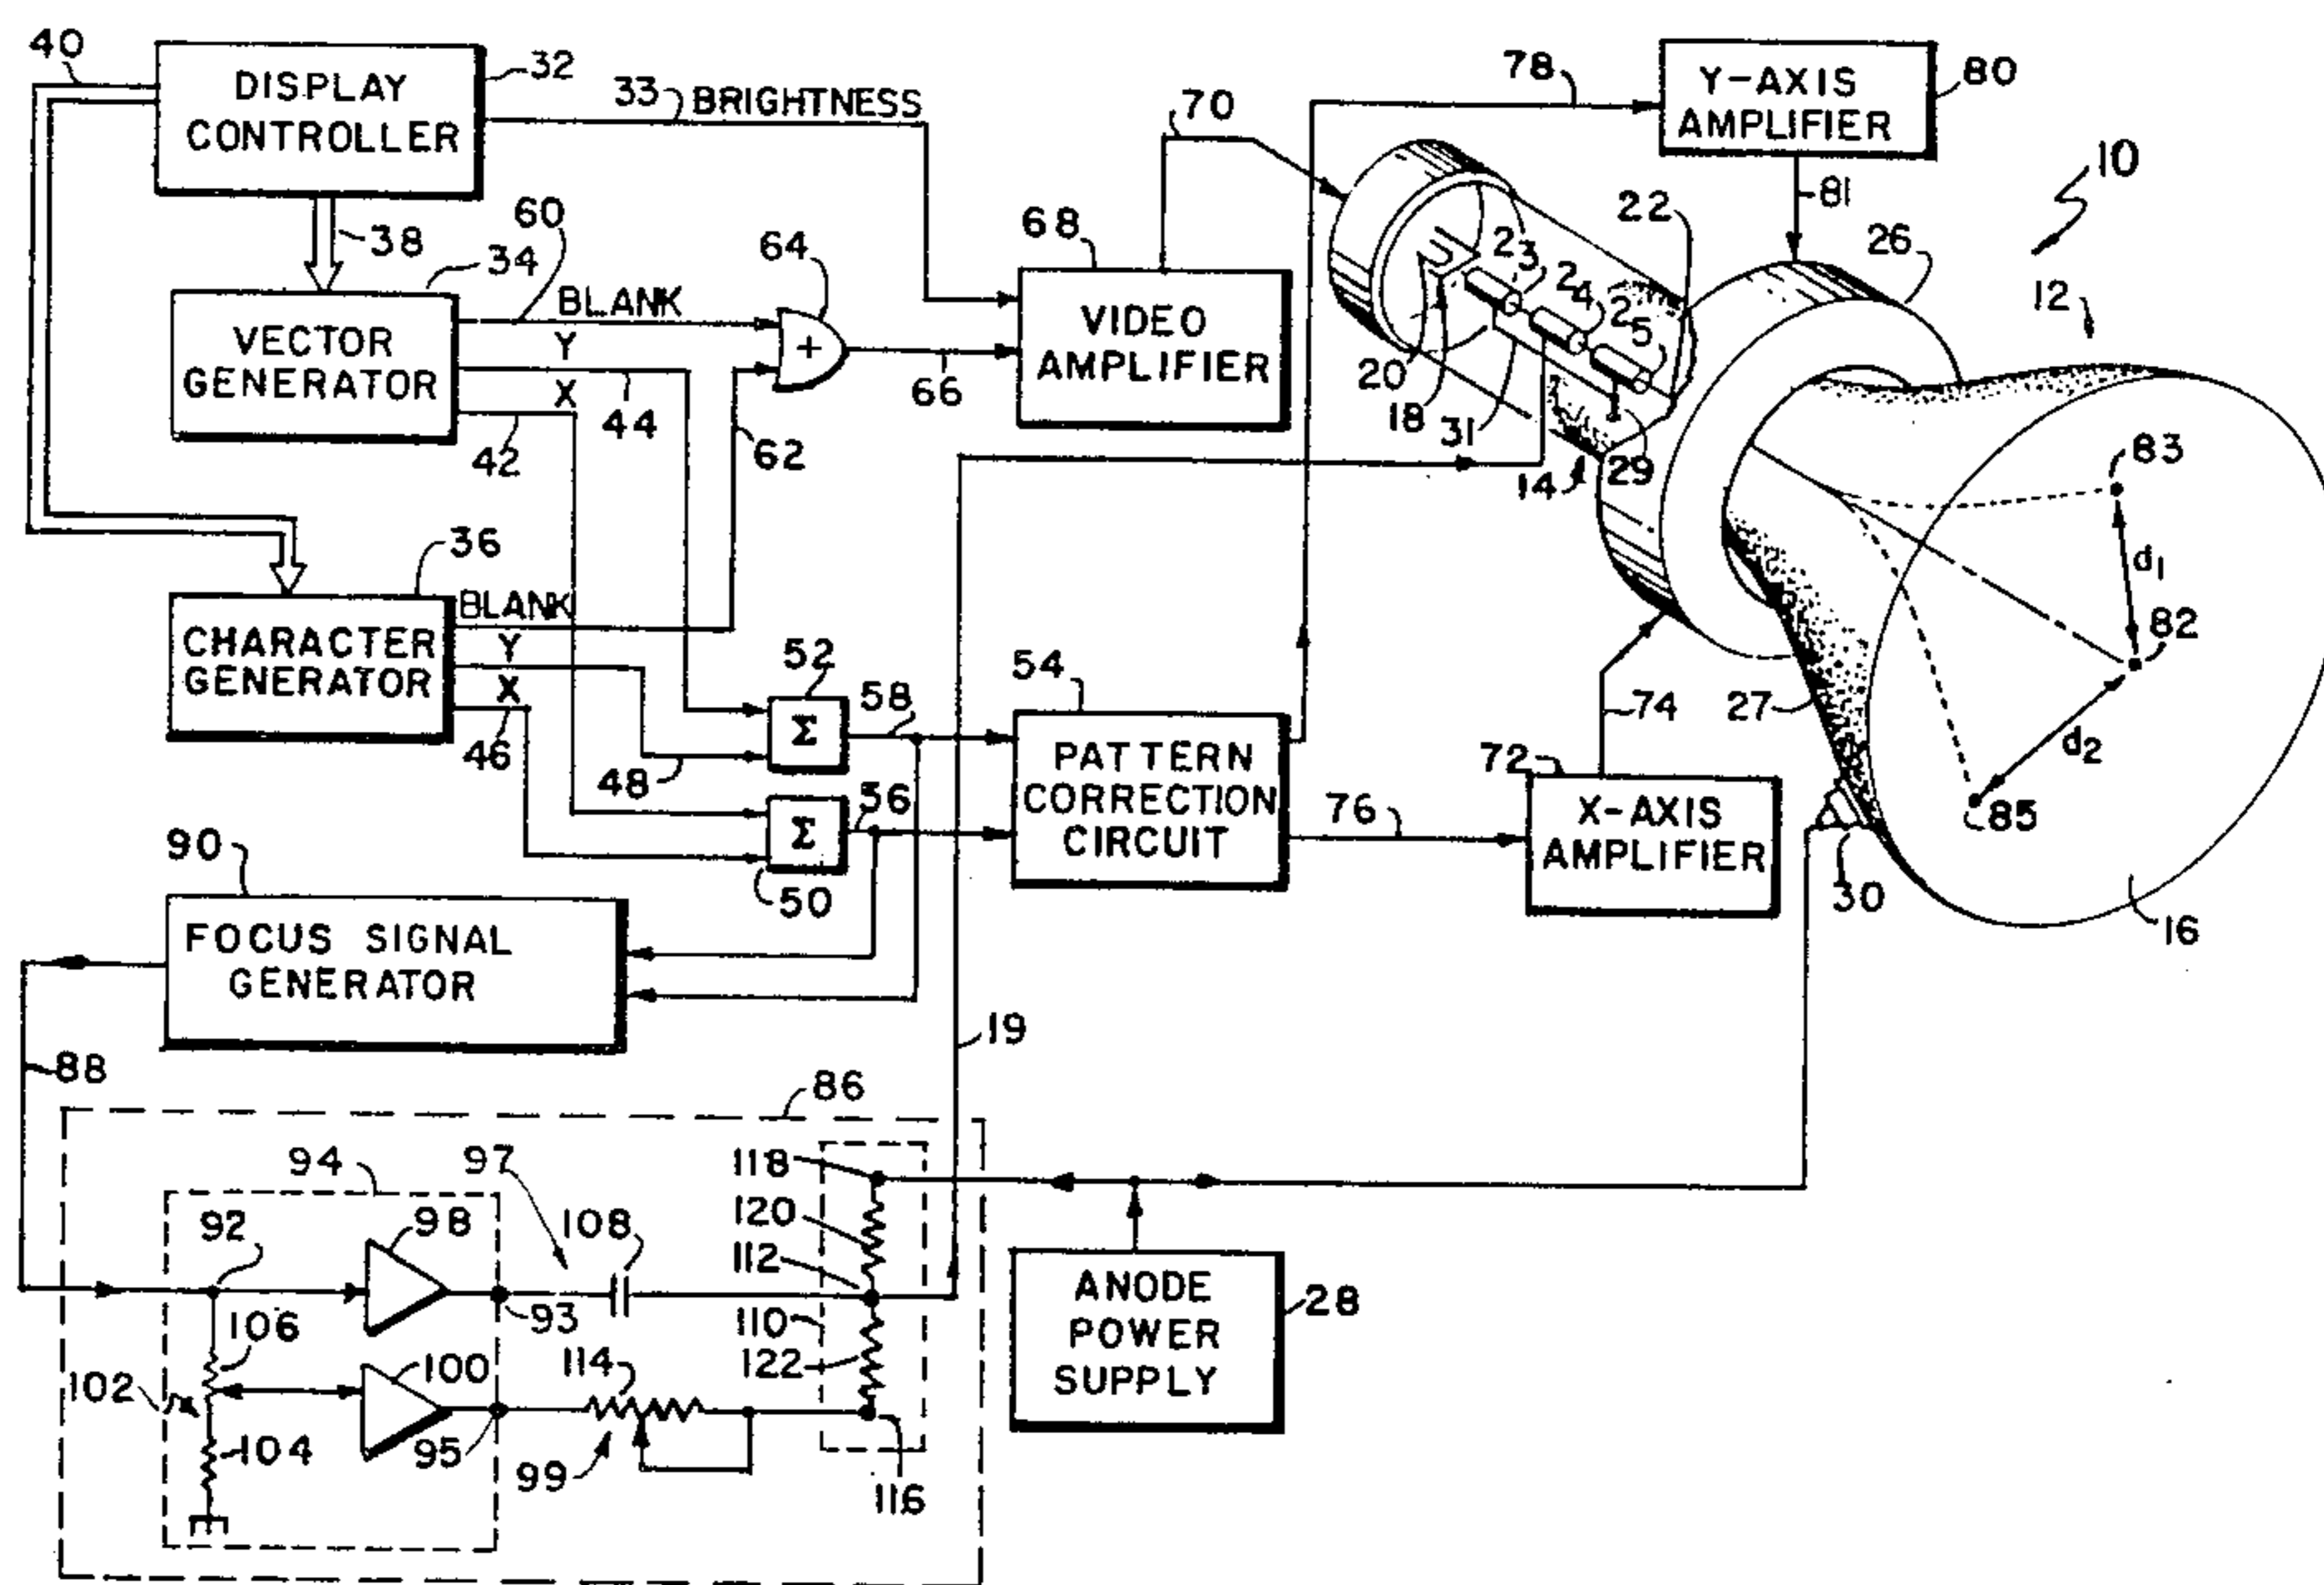 40
DISPLAY
CONTROLLER
32
33 BRIGHTNESS
38
60
34
BLANK
Y
X
VECTOR
GENERATOR
42
44
62
64
66
68
VIDEO
AMPLIFIER
70
78
Y-AXIS
AMPLIFIER
80
81
10
12
22
26
23
24
25
20
18
31
14
29
83
d1
82
d2
85
27
30
16
36
BLANK
Y
X
CHARACTER
GENERATOR
46
48
52
Σ
58
56
Σ
50
54
PATTERN
CORRECTION
CIRCUIT
76
74
72
X-AXIS
AMPLIFIER
90
FOCUS SIGNAL
GENERATOR
88
19
86
94
97
92
98
108
118
120
112
93
110
106
100
114
122
102
104
95
99
116
ANODE
POWER
SUPPLY
28
+